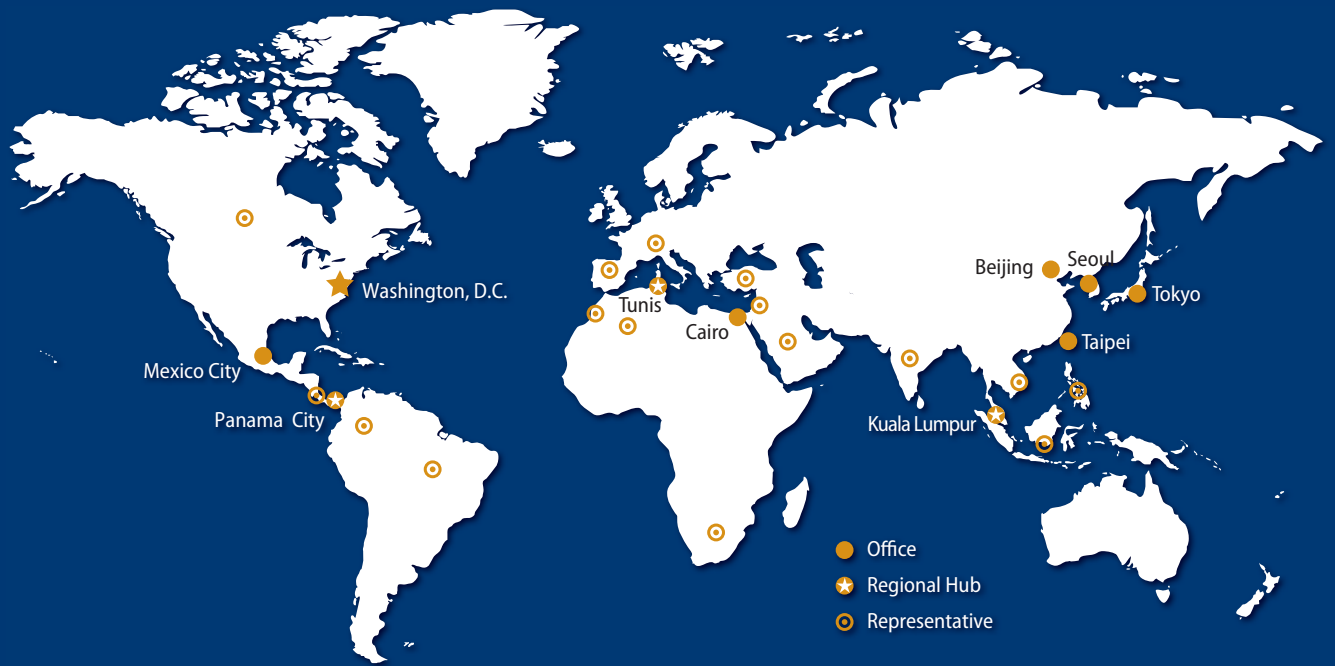 Washington, D.C.
Mexico City
Panama City
Tunis
Cairo
Beijing
Seoul
Tokyo
Taipei
Kuala Lumpur
Office
Regional Hub
Representative